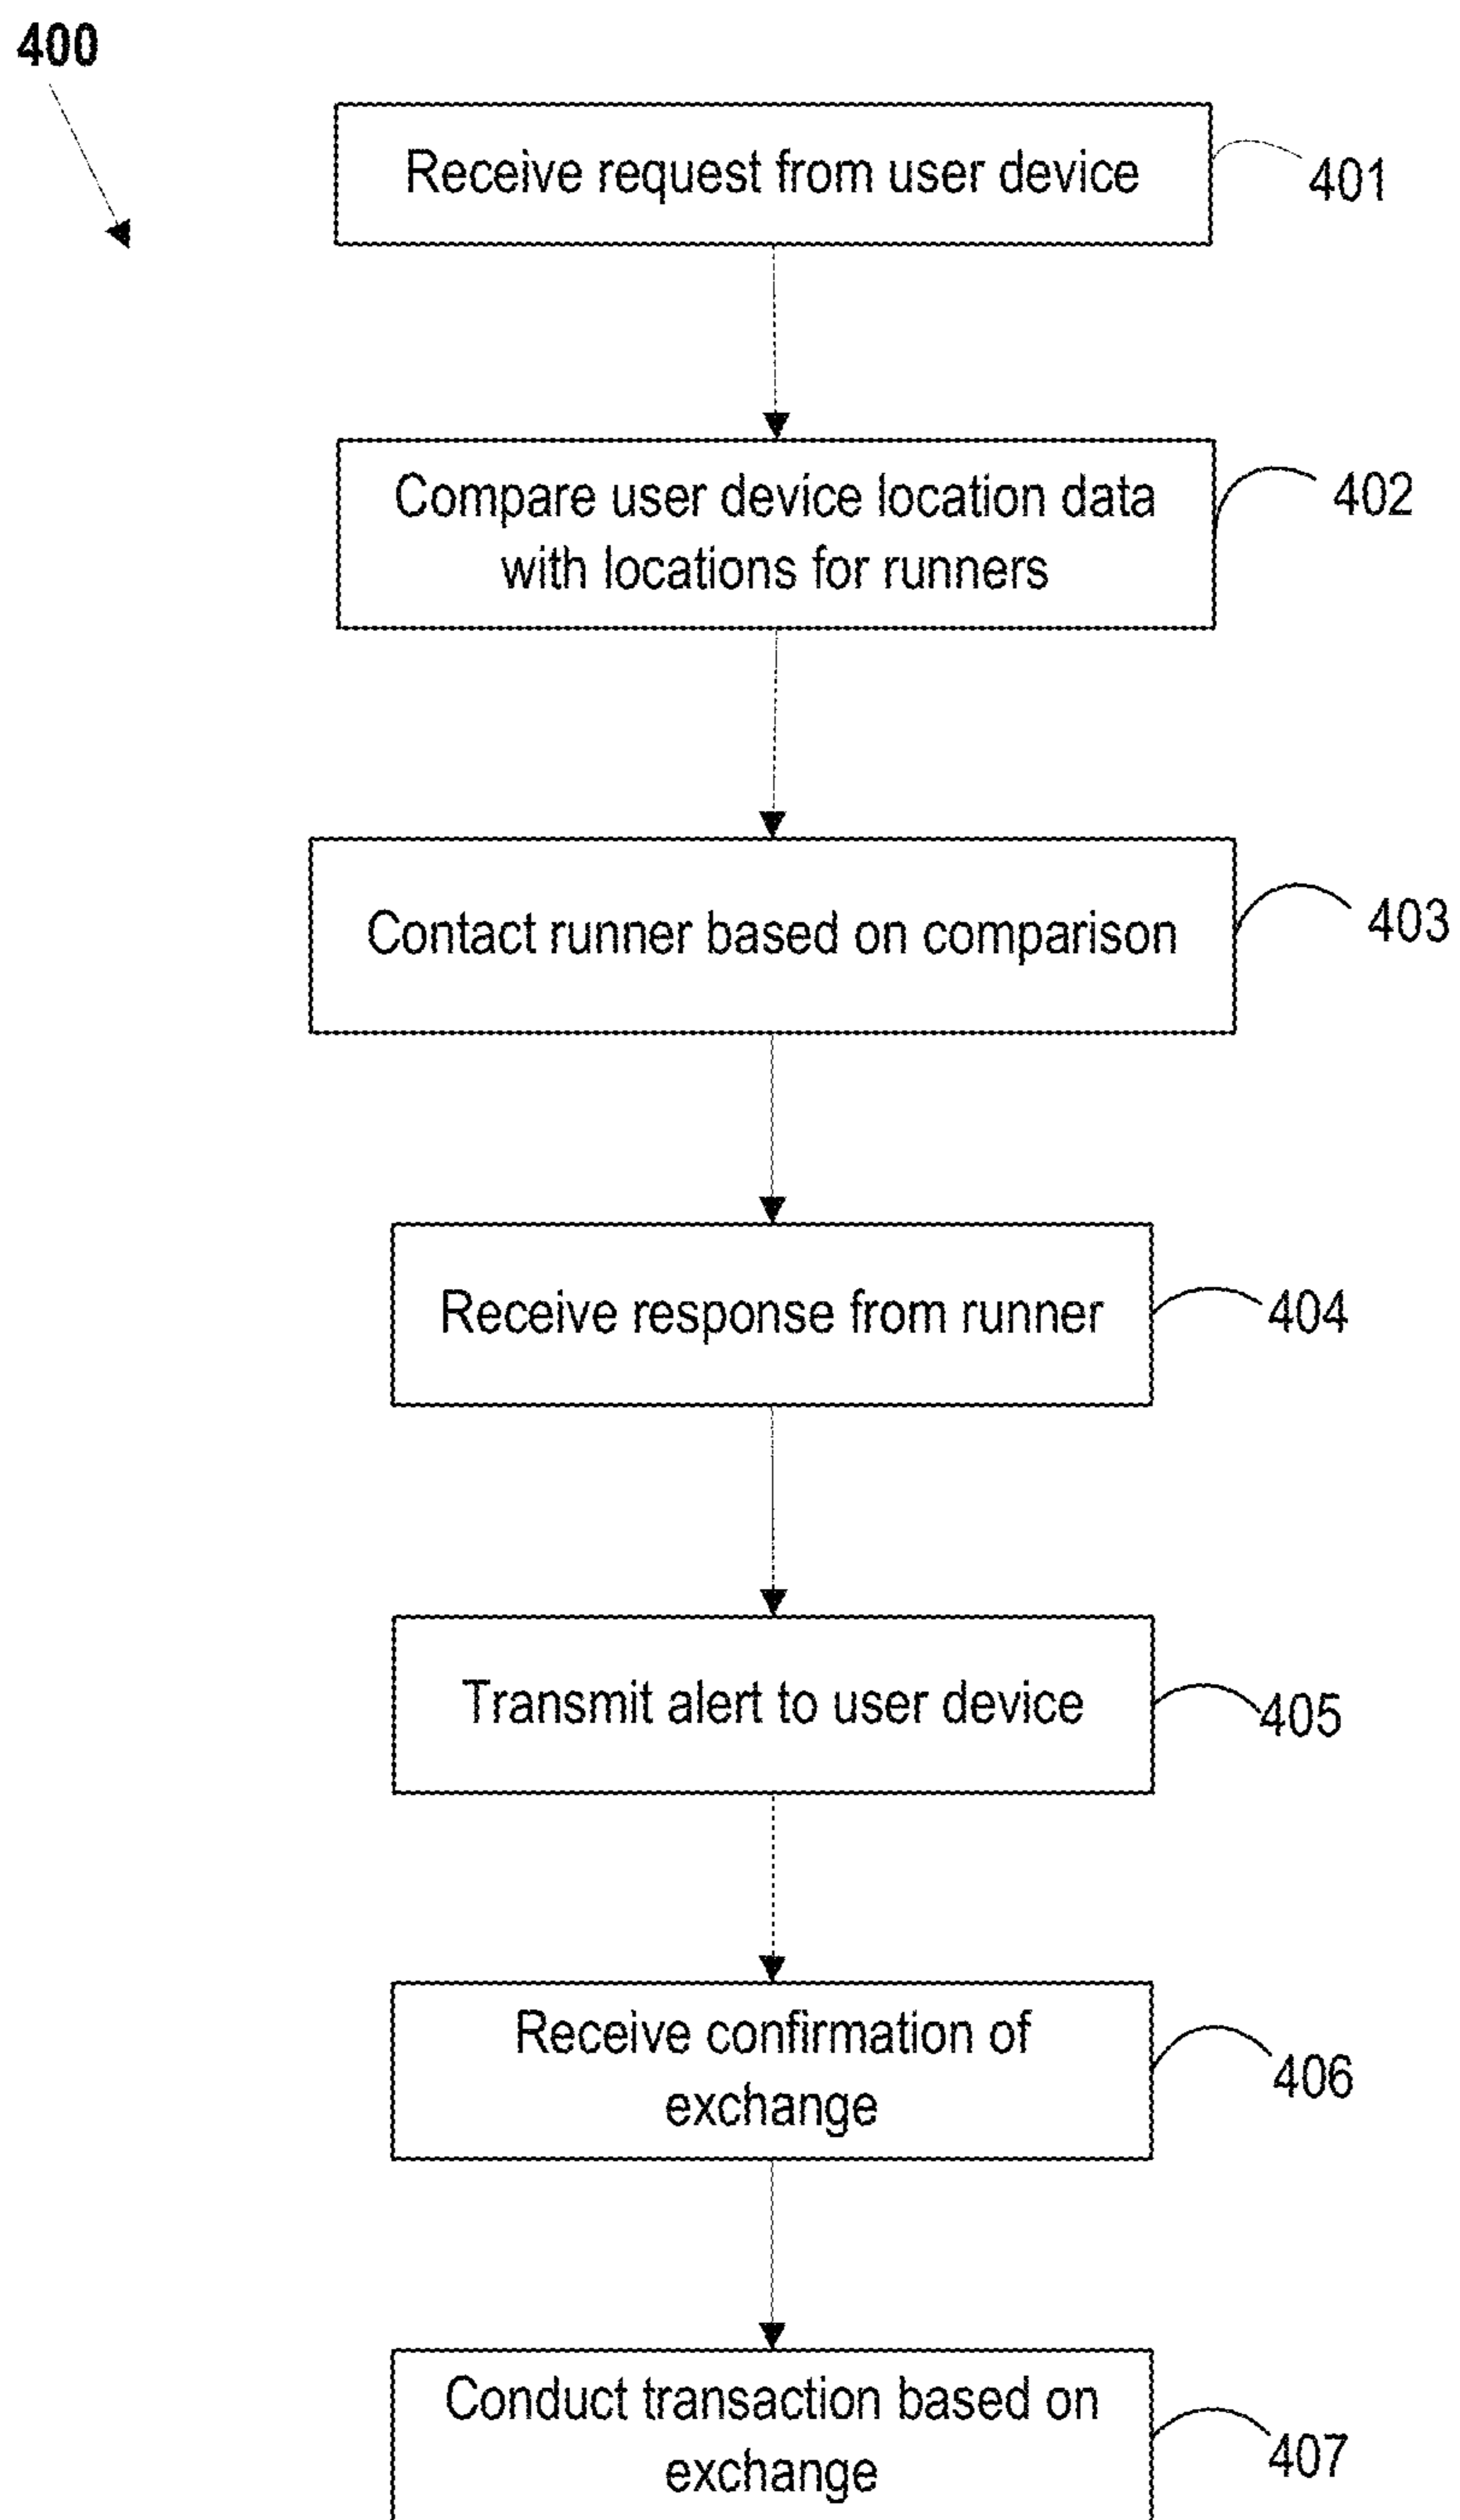 400
Receive request from user device
401
Compare user device location data
with locations for runners
402
Contact runner based on comparison
403
Receive response from runner
404
Transmit alert to user device
405
Receive confirmation of
exchange
406
Conduct transaction based on
exchange
407